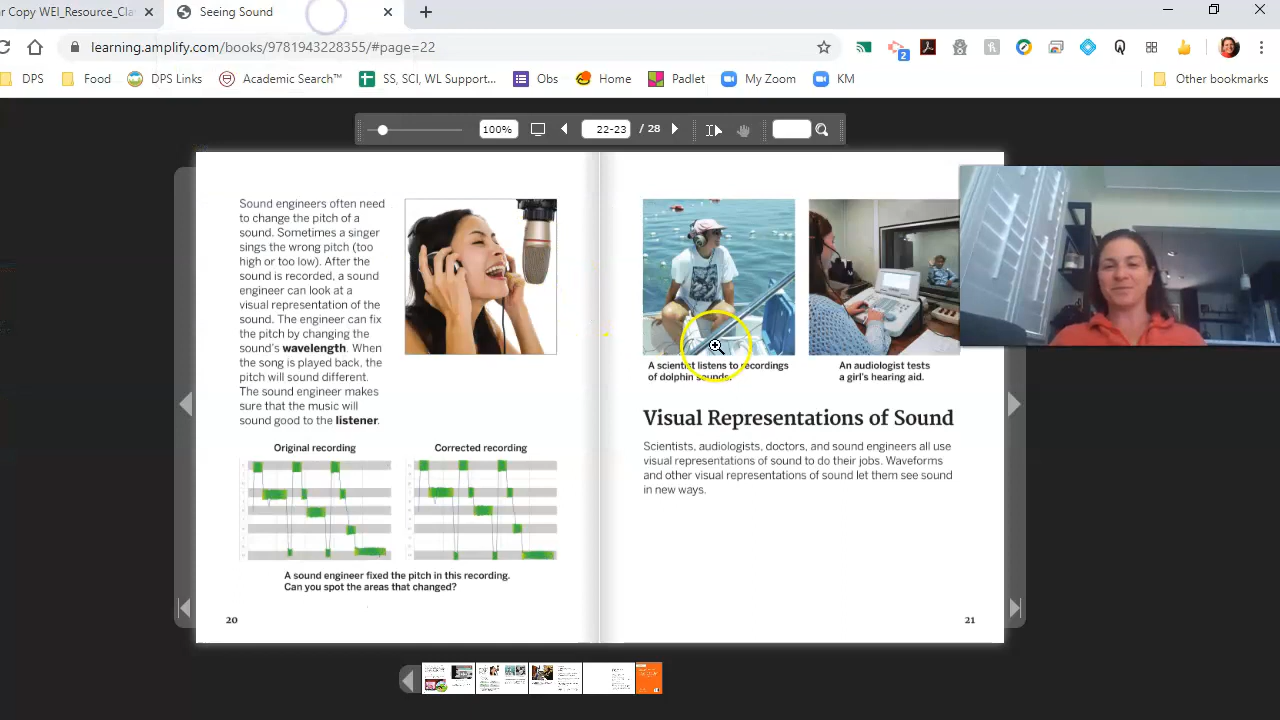 ar Copy WEI_Resource_Cla
Seeing Sound
learning.amplify.com/books/9781943228355/#page=22
2
DPS
Food
DPS Links
Academic Search™
SS, SCI, WL Support...
Obs
Home
Padlet
My Zoom
KM
Other bookmarks
100%
22-23 / 28
Sound engineers often need
to change the pitch of a
sound. Sometimes a singer
sings the wrong pitch (too
high or too low). After the
sound is recorded, a sound
engineer can look at a
visual representation of the
sound. The engineer can fix
the pitch by changing the
sound's wavelength. When
the song is played back, the
pitch will sound different.
The sound engineer makes
sure that the music will
sound good to the listener.
Original recording
Corrected recording
A sound engineer fixed the pitch in this recording.
Can you spot the areas that changed?
20
A scientist listens to recordings
of dolphin sounds.
An audiologist tests
a girl's hearing aid.
Visual Representations of Sound
Scientists, audiologists, doctors, and sound engineers all use
visual representations of sound to do their jobs. Waveforms
and other visual representations of sound let them see sound
in new ways.
21